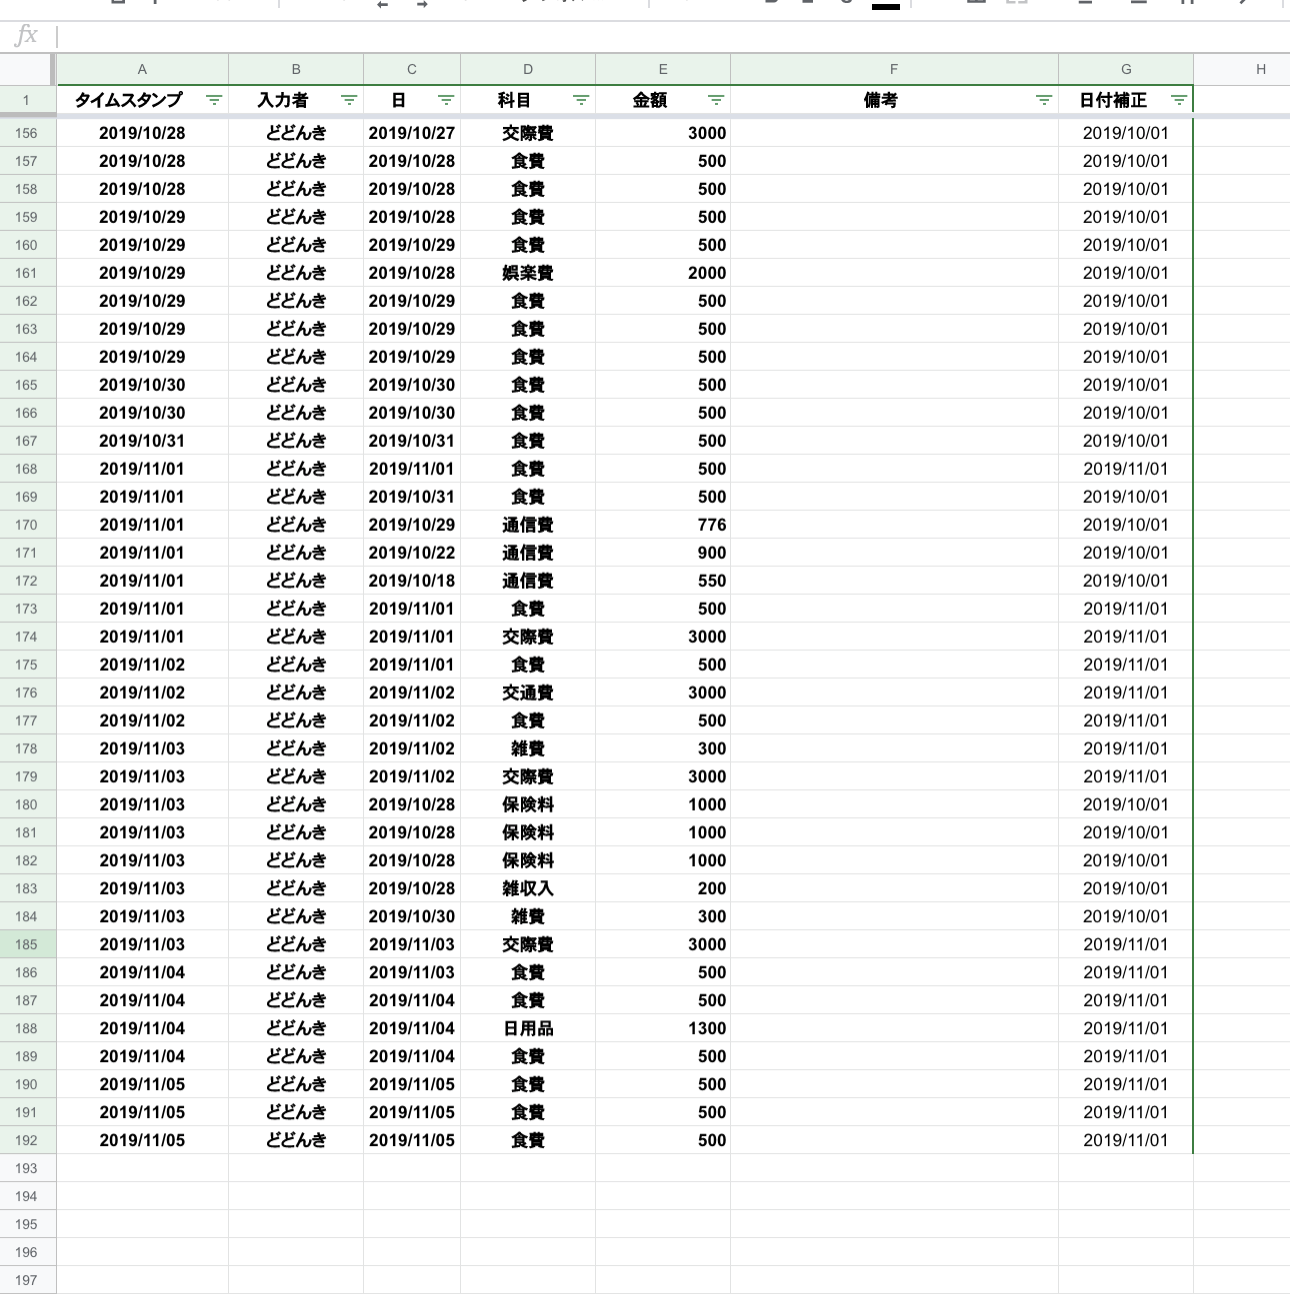 fx
A B C D E F G H
1 タイムスタンプ 入力者 日 科目 金額 備考 日付補正
156 2019/10/28 どどんき 2019/10/27 交際費 3000 2019/10/01
157 2019/10/28 どどんき 2019/10/28 食費 500 2019/10/01
158 2019/10/28 どどんき 2019/10/28 食費 500 2019/10/01
159 2019/10/29 どどんき 2019/10/28 食費 500 2019/10/01
160 2019/10/29 どどんき 2019/10/29 食費 500 2019/10/01
161 2019/10/29 どどんき 2019/10/28 娯楽費 2000 2019/10/01
162 2019/10/29 どどんき 2019/10/29 食費 500 2019/10/01
163 2019/10/29 どどんき 2019/10/29 食費 500 2019/10/01
164 2019/10/29 どどんき 2019/10/29 食費 500 2019/10/01
165 2019/10/30 どどんき 2019/10/30 食費 500 2019/10/01
166 2019/10/30 どどんき 2019/10/30 食費 500 2019/10/01
167 2019/10/31 どどんき 2019/10/31 食費 500 2019/10/01
168 2019/11/01 どどんき 2019/11/01 食費 500 2019/11/01
169 2019/11/01 どどんき 2019/10/31 食費 500 2019/10/01
170 2019/11/01 どどんき 2019/10/29 通信費 776 2019/10/01
171 2019/11/01 どどんき 2019/10/22 通信費 900 2019/10/01
172 2019/11/01 どどんき 2019/10/18 通信費 550 2019/10/01
173 2019/11/01 どどんき 2019/11/01 食費 500 2019/11/01
174 2019/11/01 どどんき 2019/11/01 交際費 3000 2019/11/01
175 2019/11/02 どどんき 2019/11/01 食費 500 2019/11/01
176 2019/11/02 どどんき 2019/11/02 交通費 3000 2019/11/01
177 2019/11/02 どどんき 2019/11/02 食費 500 2019/11/01
178 2019/11/03 どどんき 2019/11/02 雑費 300 2019/11/01
179 2019/11/03 どどんき 2019/11/02 交際費 3000 2019/11/01
180 2019/11/03 どどんき 2019/10/28 保険料 1000 2019/10/01
181 2019/11/03 どどんき 2019/10/28 保険料 1000 2019/10/01
182 2019/11/03 どどんき 2019/10/28 保険料 1000 2019/10/01
183 2019/11/03 どどんき 2019/10/28 雑収入 200 2019/10/01
184 2019/11/03 どどんき 2019/10/30 雑費 300 2019/10/01
185 2019/11/03 どどんき 2019/11/03 交際費 3000 2019/11/01
186 2019/11/04 どどんき 2019/11/03 食費 500 2019/11/01
187 2019/11/04 どどんき 2019/11/04 食費 500 2019/11/01
188 2019/11/04 どどんき 2019/11/04 日用品 1300 2019/11/01
189 2019/11/04 どどんき 2019/11/04 食費 500 2019/11/01
190 2019/11/05 どどんき 2019/11/05 食費 500 2019/11/01
191 2019/11/05 どどんき 2019/11/05 食費 500 2019/11/01
192 2019/11/05 どどんき 2019/11/05 食費 500 2019/11/01
193
194
195
196
197